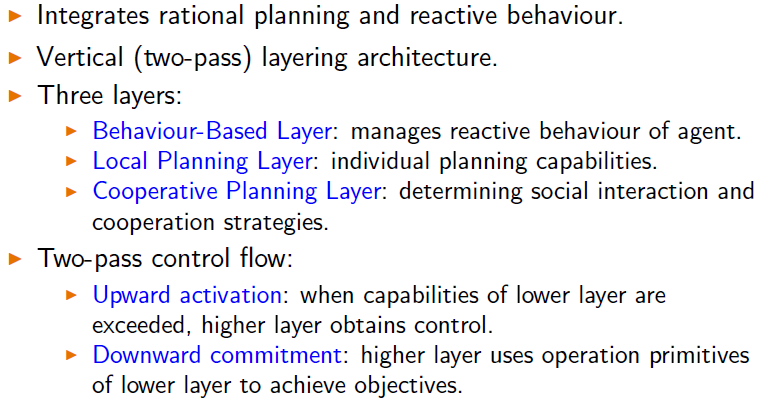 Integrates rational planning and reactive behaviour.
Vertical (two-pass) layering architecture.
Three layers:
Behaviour-Based Layer: manages reactive behaviour of agent.
Local Planning Layer: individual planning capabilities.
Cooperative Planning Layer: determining social interaction and
cooperation strategies.
Two-pass control flow:
Upward activation: when capabilities of lower layer are
exceeded, higher layer obtains control.
Downward commitment: higher layer uses operation primitives
of lower layer to achieve objectives.